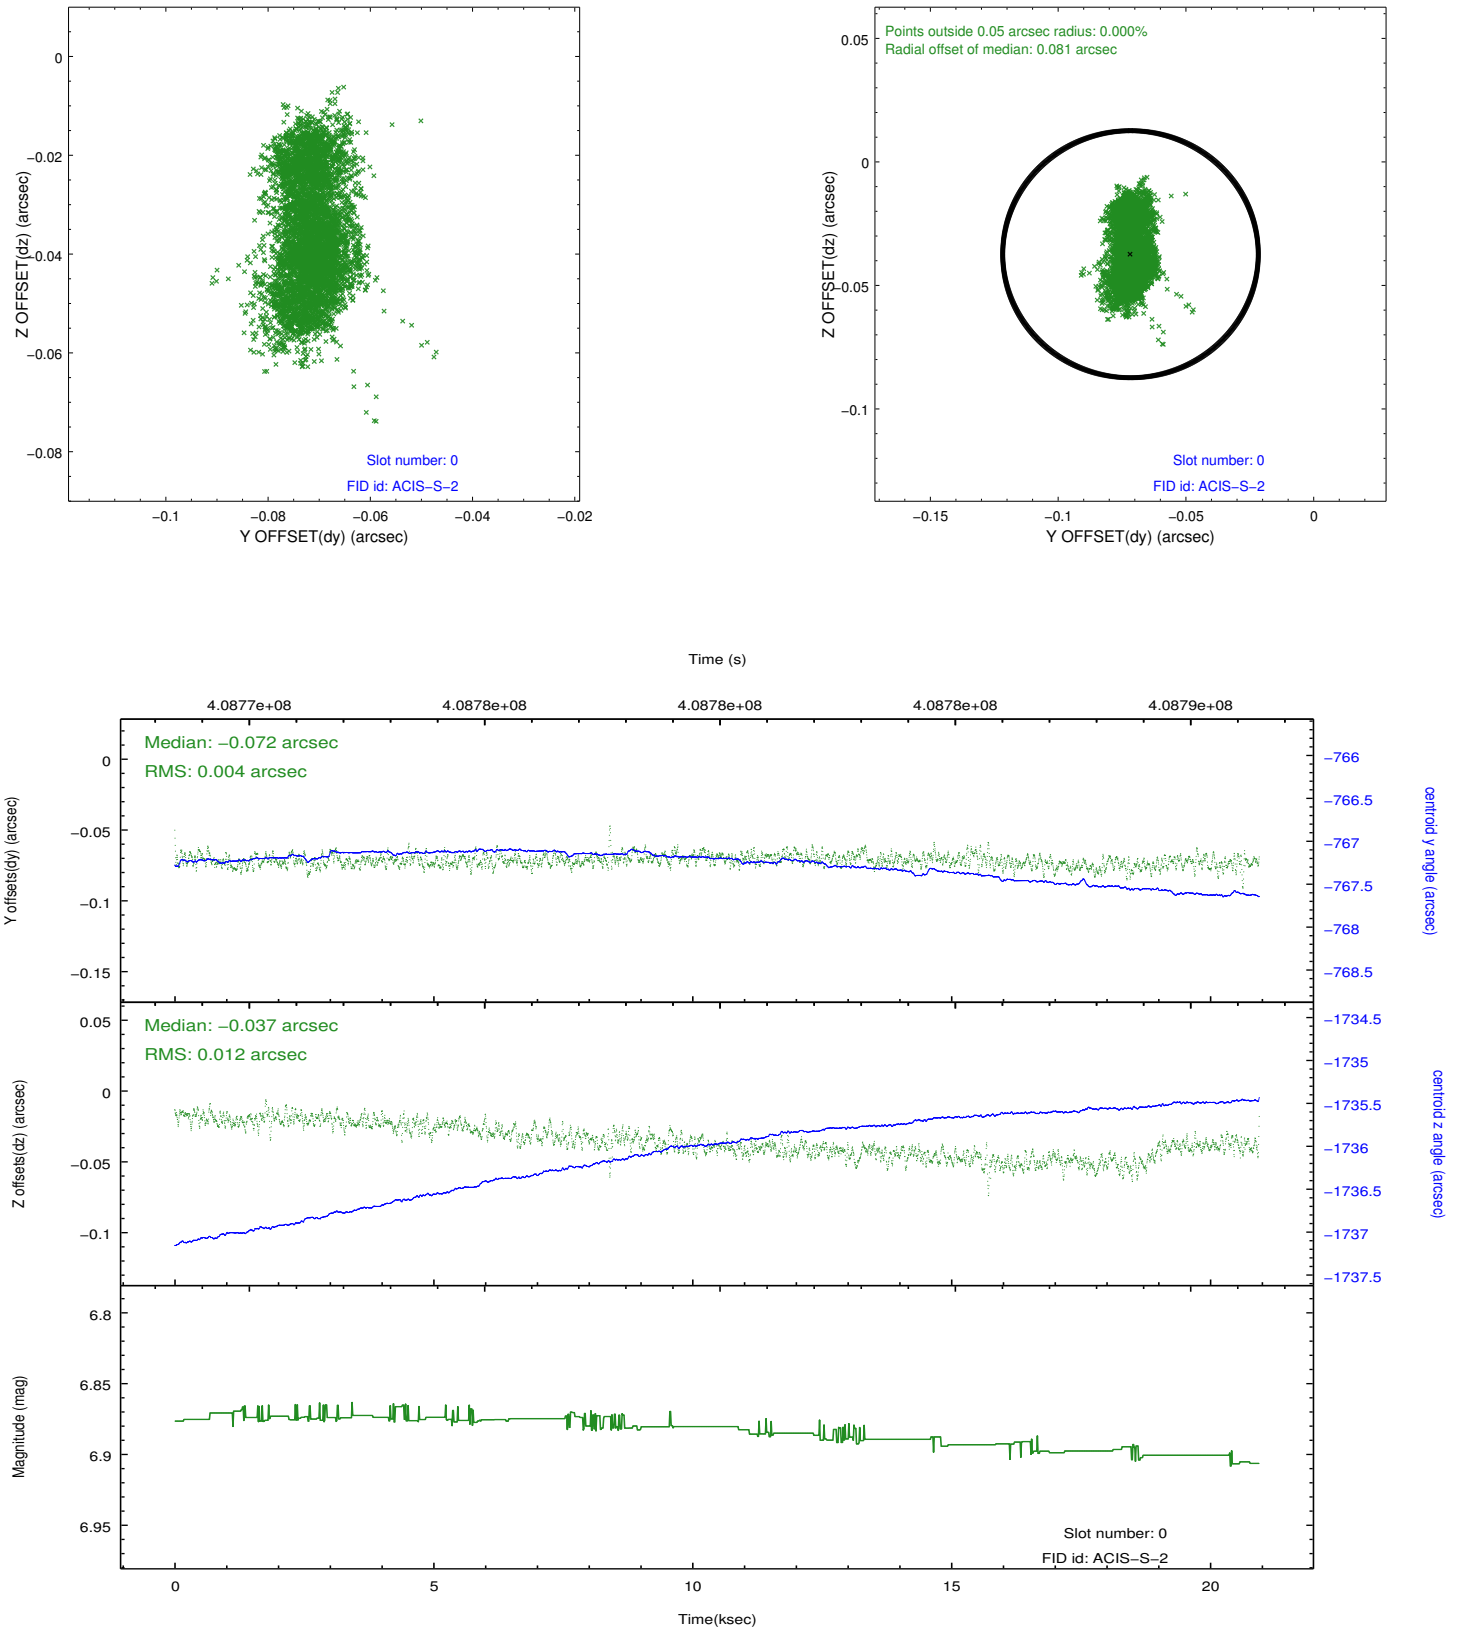 0
−0.02
−0.04
−0.06
−0.08
Z OFFSET(dz) (arcsec)
Slot number: 0
FID id: ACIS−S−2
−0.1
−0.08
−0.06
−0.04
−0.02
Y OFFSET(dy) (arcsec)
Points outside 0.05 arcsec radius: 0.000%
Radial offset of median: 0.081 arcsec
0.05
0
−0.05
−0.1
Z OFFSET(dz) (arcsec)
Slot number: 0
FID id: ACIS−S−2
−0.15
−0.1
−0.05
0
Y OFFSET(dy) (arcsec)
Time (s)
4.0877e+08
4.0878e+08
4.0878e+08
4.0878e+08
4.0879e+08
Median: −0.072 arcsec
RMS: 0.004 arcsec
0
−0.05
−0.1
−0.15
Y offsets(dy) (arcsec)
−766
−766.5
−767
−767.5
−768
−768.5
centroid y angle (arcsec)
Median: −0.037 arcsec
RMS: 0.012 arcsec
0.05
0
−0.05
−0.1
Z offsets(dz) (arcsec)
−1734.5
−1735
−1735.5
−1736
−1736.5
−1737
−1737.5
centroid z angle (arcsec)
6.8
6.85
6.9
6.95
Magnitude (mag)
Slot number: 0
FID id: ACIS−S−2
0
5
10
15
20
Time(ksec)